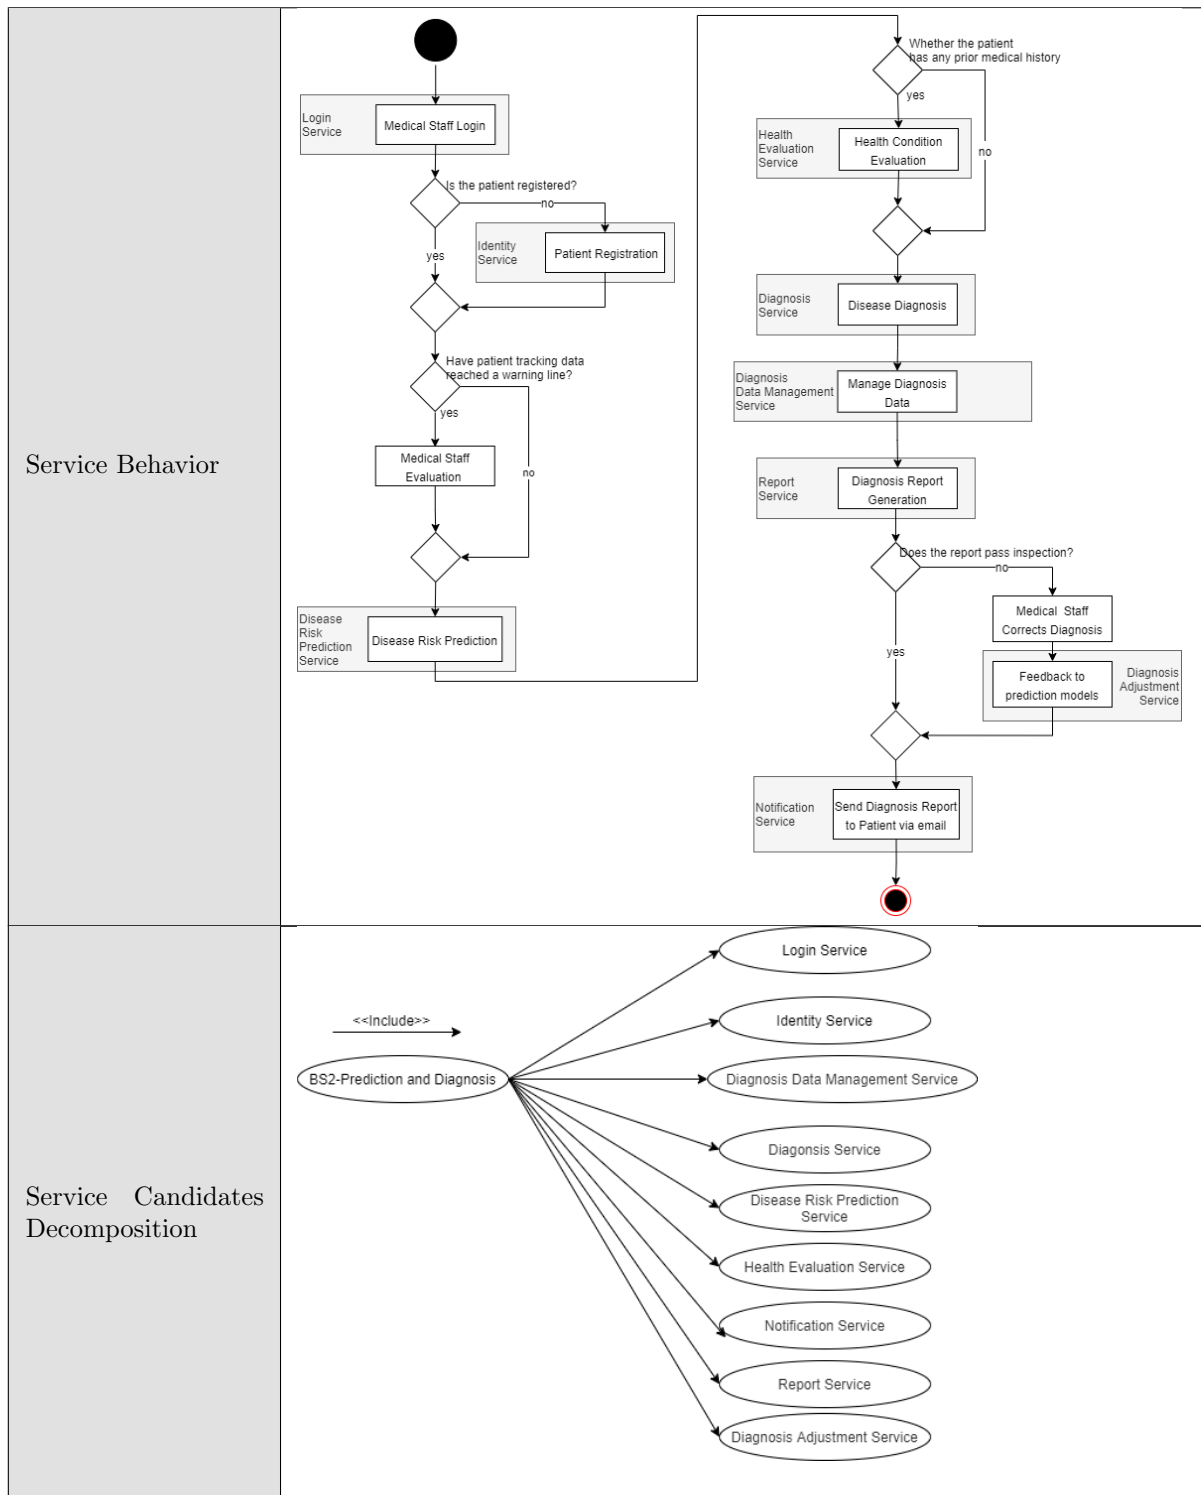 Service Behavior
Login
Service
Medical Staff Login
Is the patient registered?
no
yes
Identity
Service
Patient Registration
Have patient tracking data
reached a warning line?
yes
no
Medical Staff
Evaluation
Disease
Risk
Prediction
Service
Disease Risk Prediction
Whether the patient
has any prior medical history
yes
no
Health
Evaluation
Service
Health Condition
Evaluation
Diagnosis
Service
Disease Diagnosis
Diagnosis
Data Management
Service
Manage Diagnosis
Data
Report
Service
Diagnosis Report
Generation
Does the report pass inspection?
no
yes
Medical Staff
Corrects Diagnosis
Feedback to
prediction models
Diagnosis
Adjustment
Service
Notification
Service
Send Diagnosis Report
to Patient via email
Service Candidates
Decomposition
<<Include>>
BS2-Prediction and Diagnosis
Login Service
Identity Service
Diagnosis Data Management Service
Diagonsis Service
Disease Risk Prediction
Service
Health Evaluation Service
Notification Service
Report Service
Diagnosis Adjustment Service